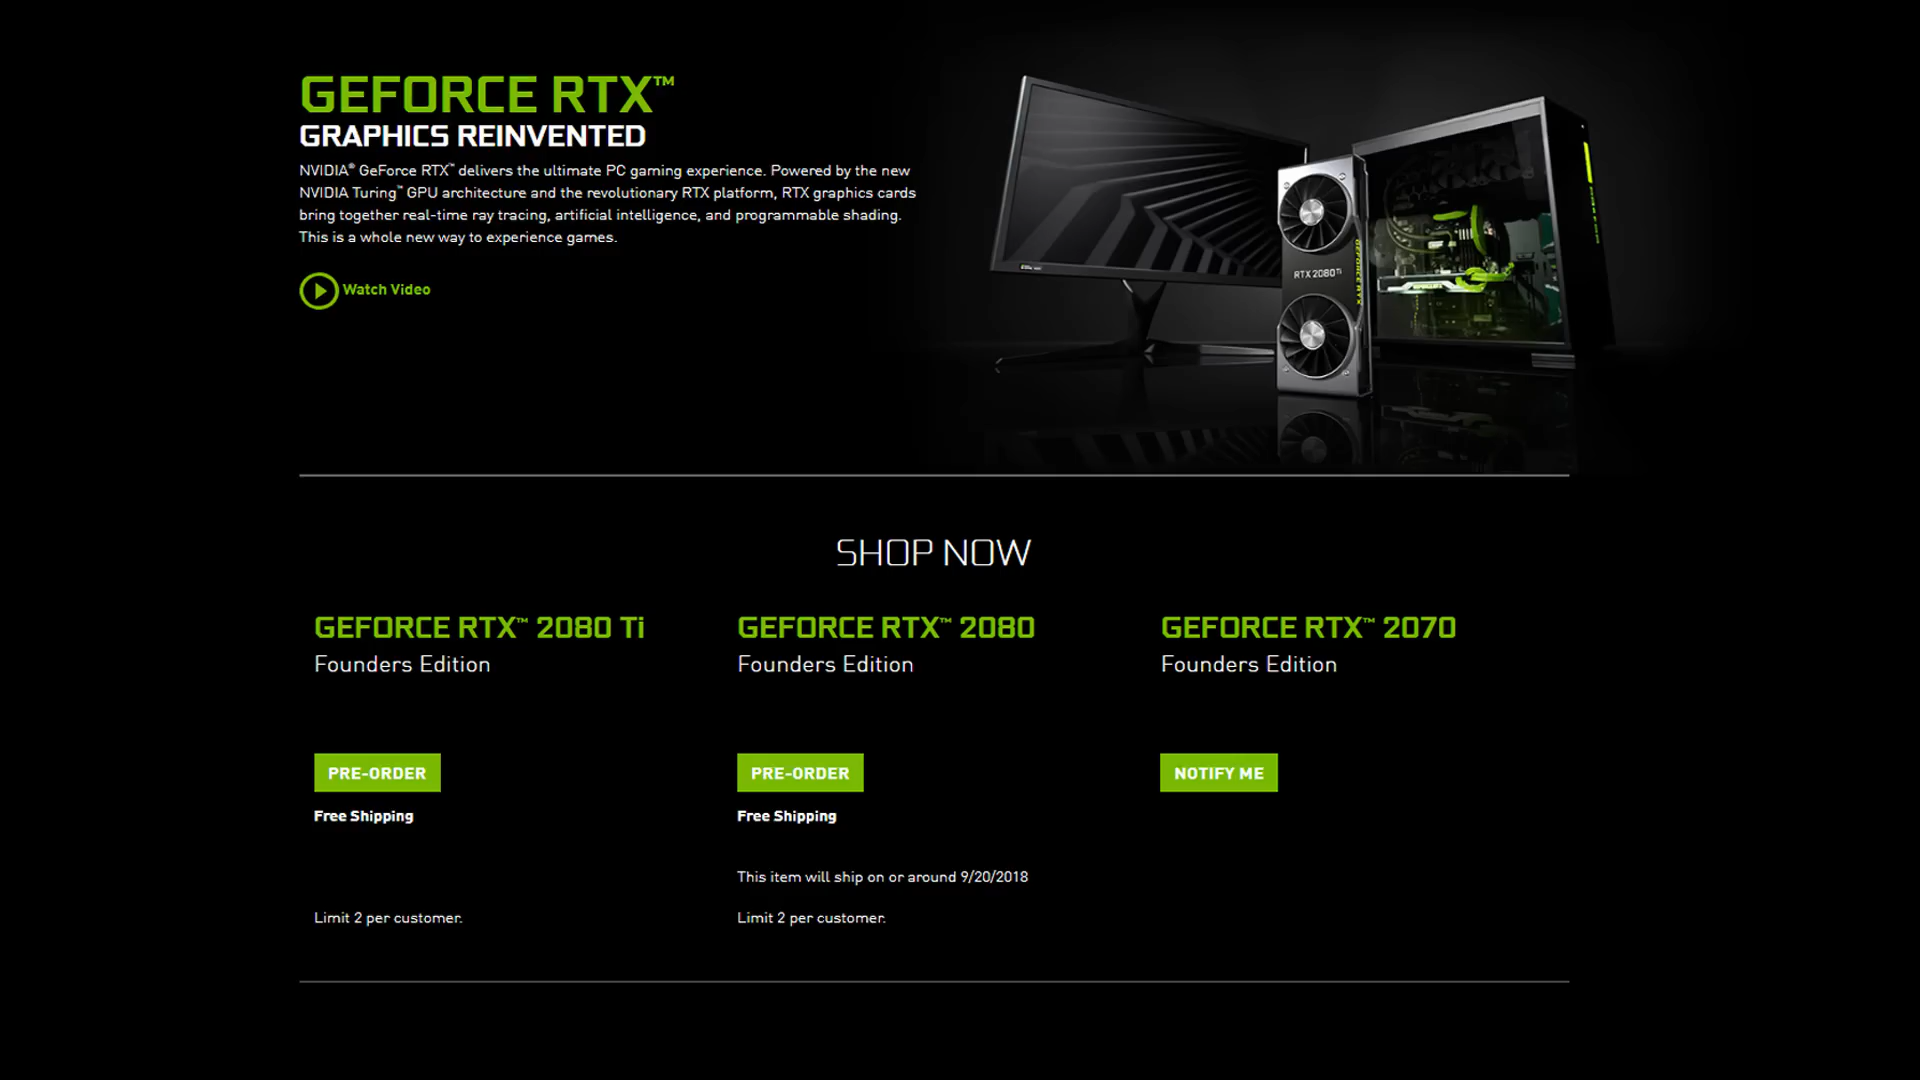 GEFORCE RTX™
GRAPHICS REINVENTED
NVIDIA® GeForce RTX™ delivers the ultimate PC gaming experience. Powered by the new
NVIDIA Turing™ GPU architecture and the revolutionary RTX platform, RTX graphics cards
bring together real-time ray tracing, artificial intelligence, and programmable shading.
This is a whole new way to experience games.
Watch Video
RTX 2080 Ti
GEFORCE RTX
SHOP NOW
GEFORCE RTX™ 2080 Ti
Founders Edition
PRE-ORDER
Free Shipping
Limit 2 per customer.
GEFORCE RTX™ 2080
Founders Edition
PRE-ORDER
Free Shipping
This item will ship on or around 9/20/2018
Limit 2 per customer.
GEFORCE RTX™ 2070
Founders Edition
NOTIFY ME